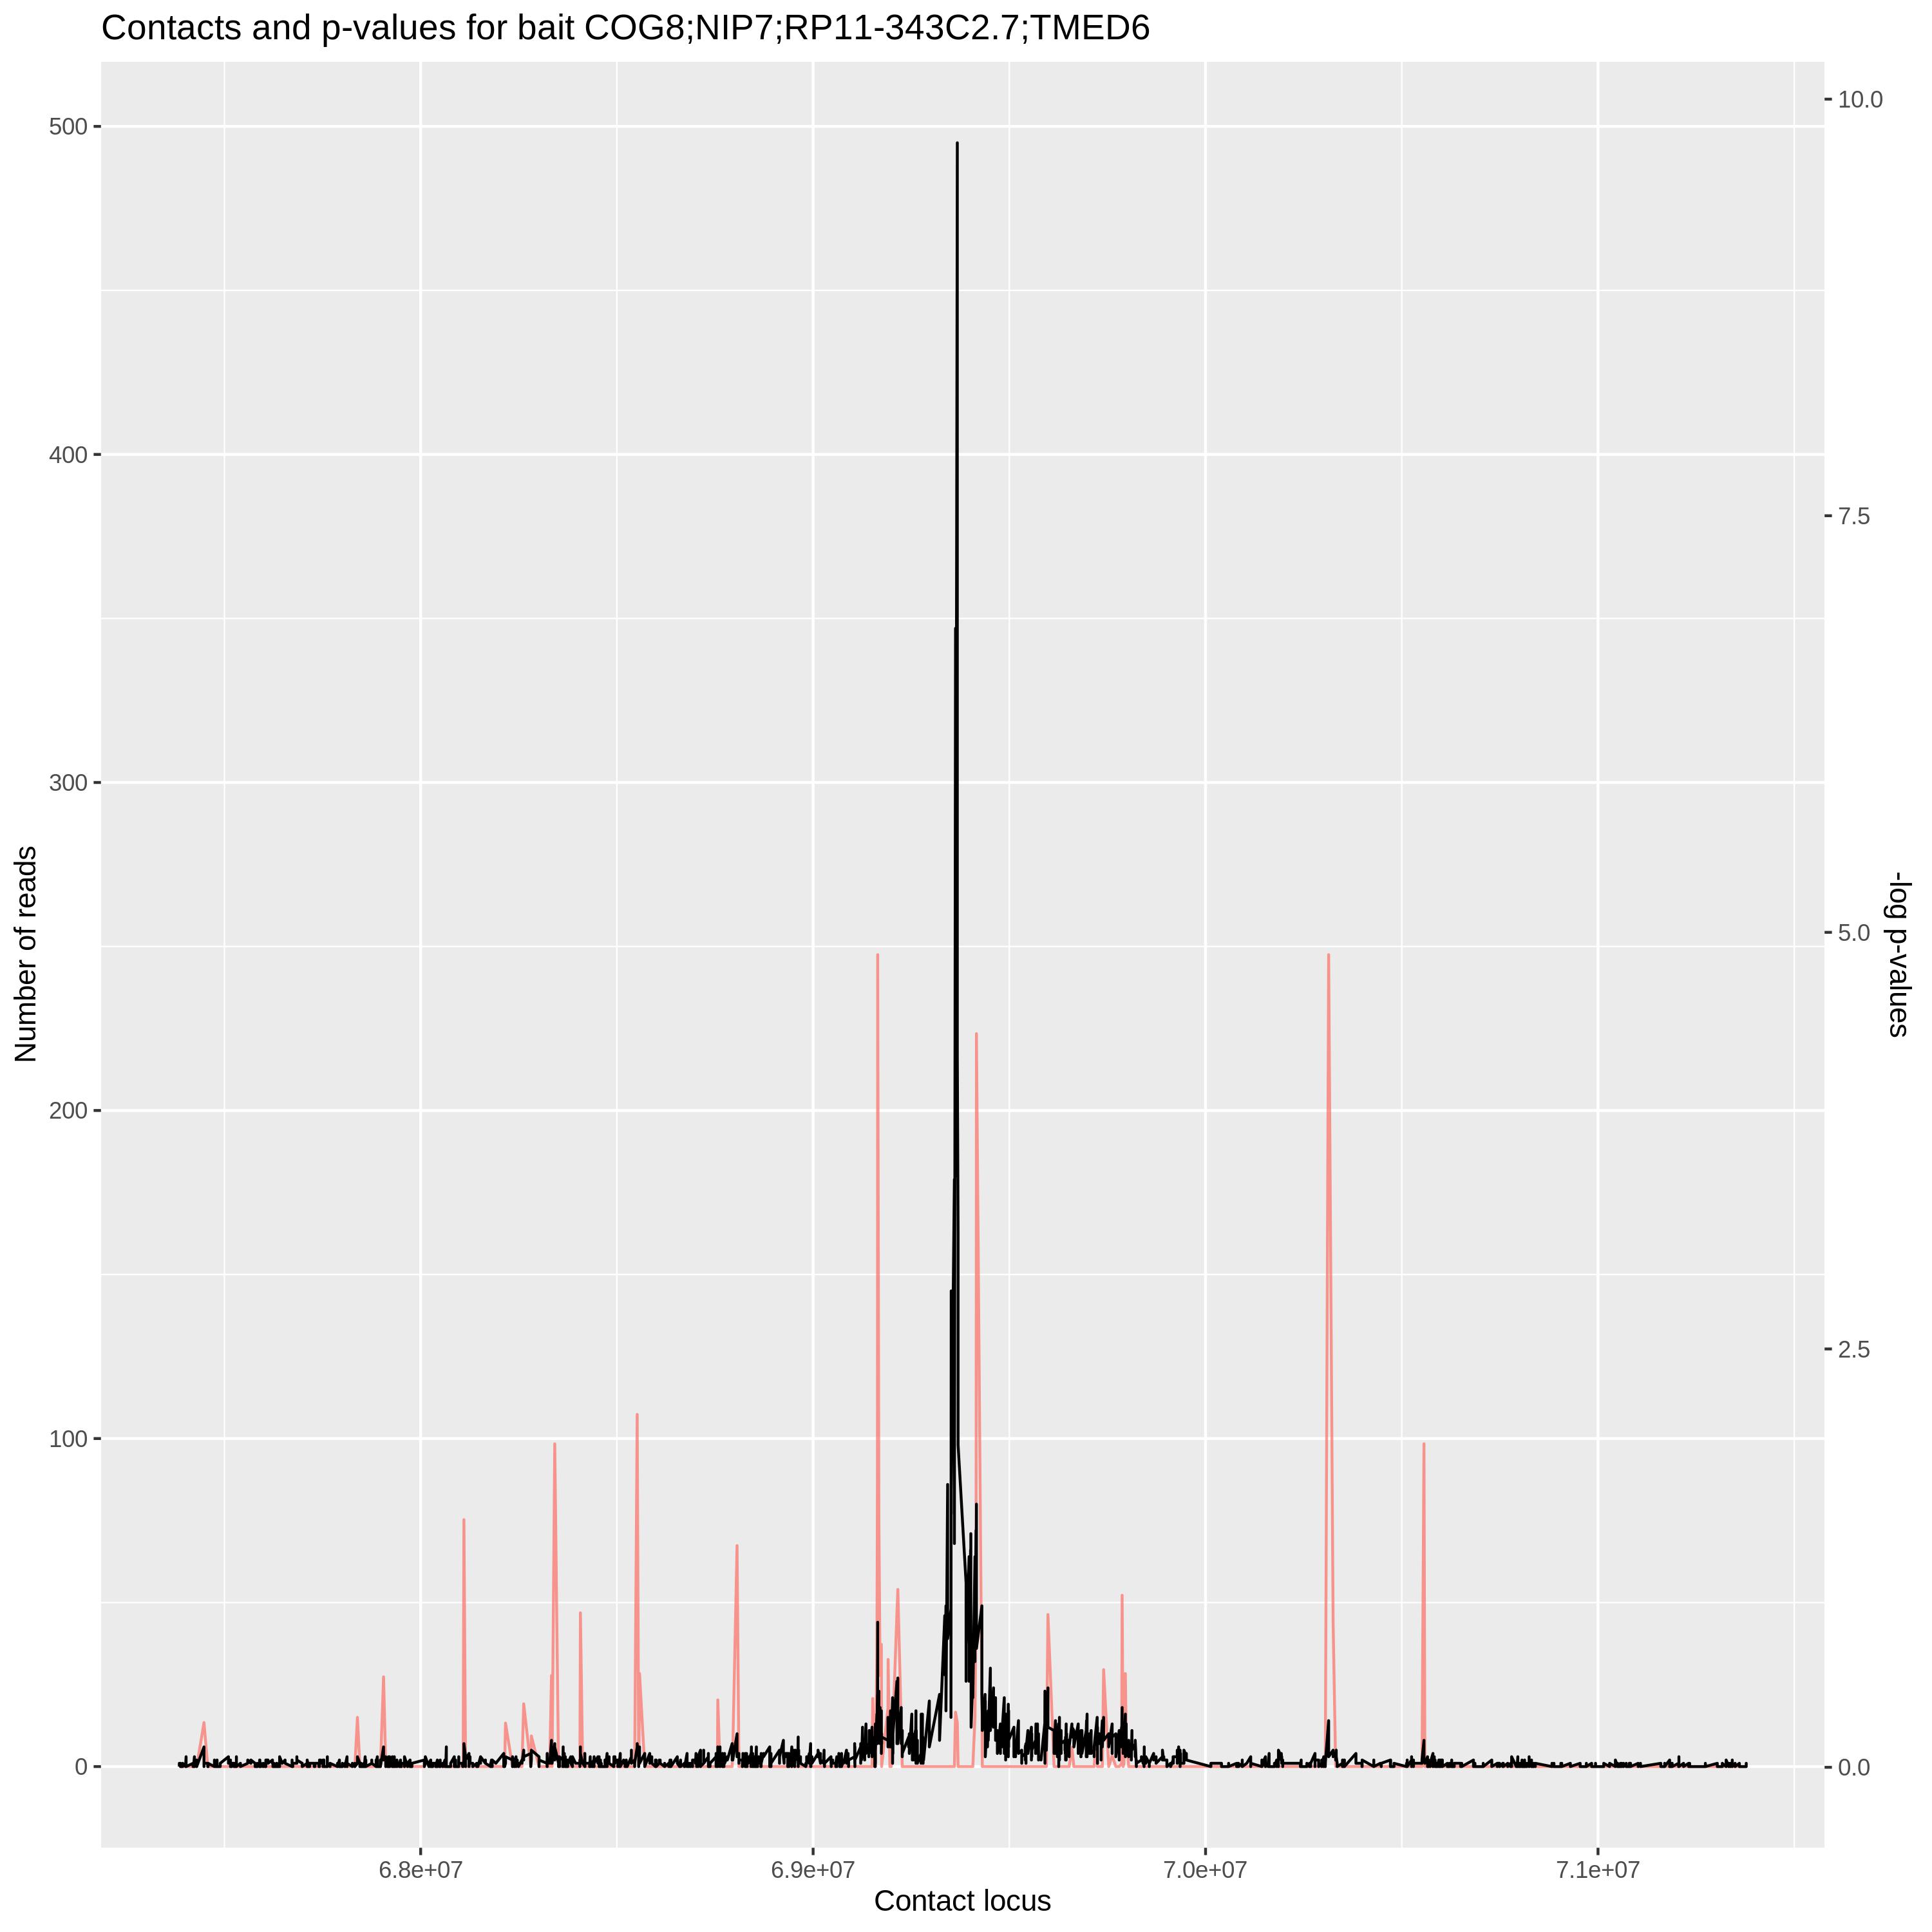 Contacts and p-values for bait COG8;NIP7;RP11-343C2.7;TMED6
500
400
300
200
100
0
Number of reads
10.0
7.5
5.0
2.5
0.0
-log p-values
6.8e+07
6.9e+07
7.0e+07
7.1e+07
Contact locus